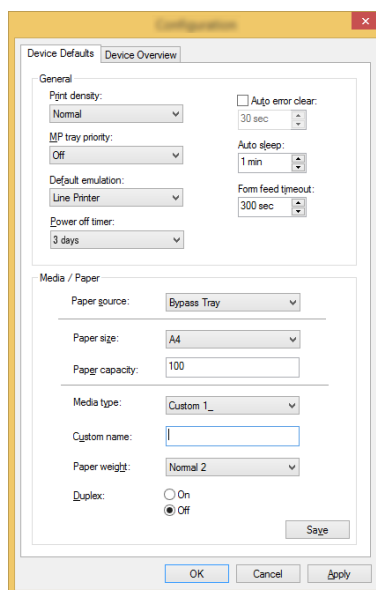 Configuration
Device Defaults Device Overview
General
Print density:
Normal
MP tray priority:
Off
Default emulation:
Line Printer
Power off timer:
3 days
Auto error clear:
30 sec
Auto sleep:
1 min
Form feed timeout:
300 sec
Media / Paper
Paper source: Bypass Tray
Paper size: A4
Paper capacity: 100
Media type: Custom 1_
Custom name:
Paper weight: Normal 2
Duplex: On
Off
Save
OK Cancel Apply